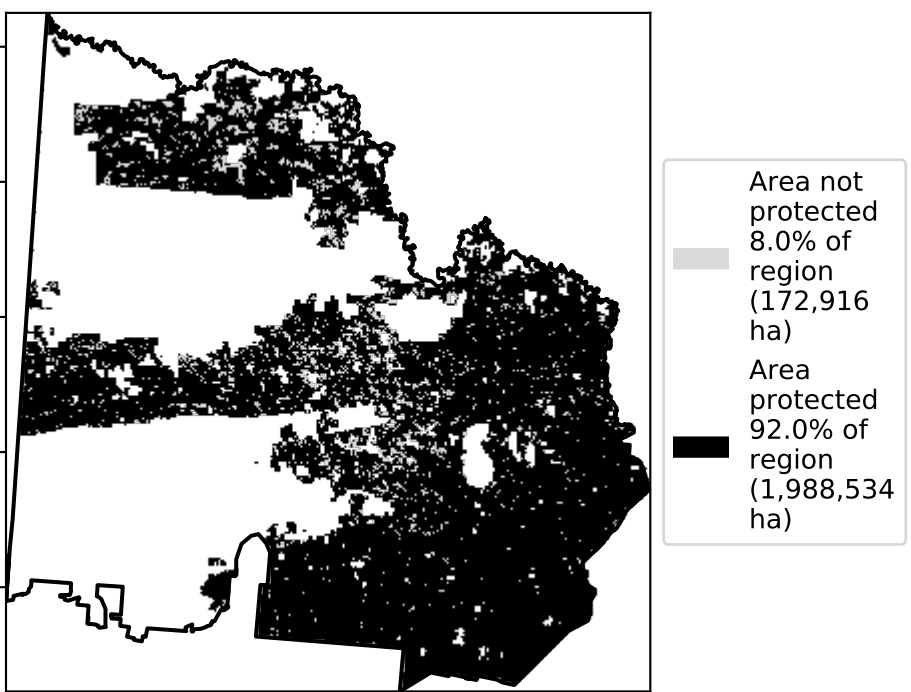 Area not
protected
8.0% of
region
(172,916
ha)
Area
protected
92.0% of
region
(1,988,534
ha)